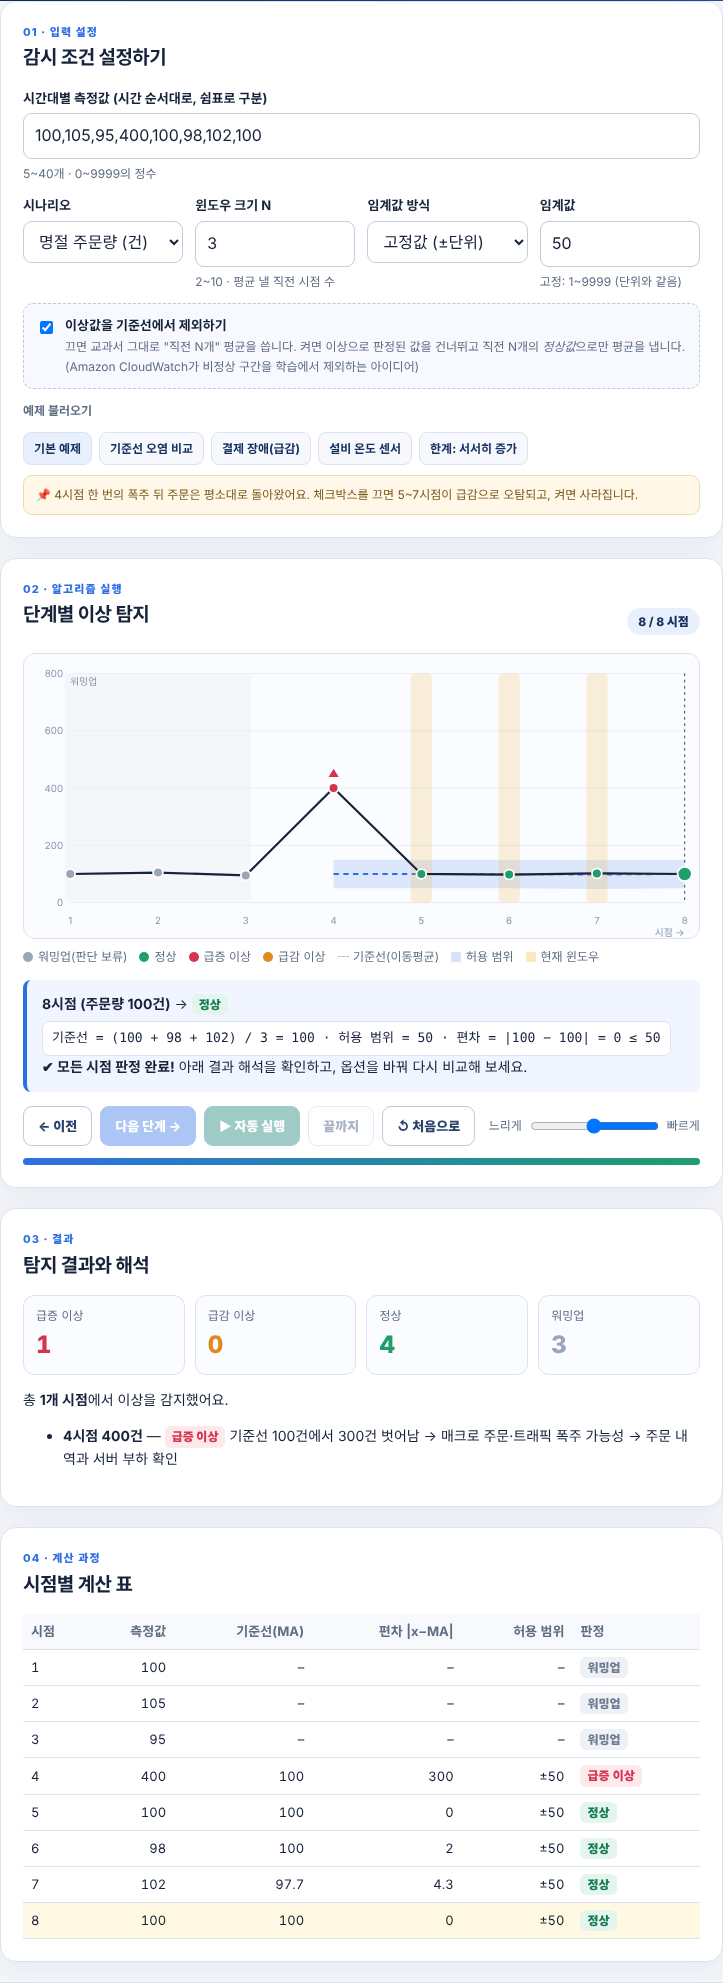 01 · 입력 설정
감시 조건 설정하기
시간대별 측정값 (시간 순서대로, 쉼표로 구분)
100,105,95,400,100,98,102,100
5~40개 · 0~9999의 정수
시나리오
윈도우 크기 N
임계값 방식
임계값
명절 주문량 (건)
3
고정값 (±단위)
50
2~10 · 평균 낼 직전 시점 수
고정: 1~9999 (단위와 같음)
이상값을 기준선에서 제외하기
끄면 교과서 그대로 "직전 N개" 평균을 씁니다. 켜면 이상으로 판정된 값을 건너뛰고 직전 N개의 정상값으로만 평균을 냅니다.
(Amazon CloudWatch가 비정상 구간을 학습에서 제외하는 아이디어)
예제 불러오기
기본 예제
기준선 오염 비교
결제 장애(급감)
설비 온도 센서
한계: 서서히 증가
📌 4시점 한 번의 폭주 뒤 주문은 평소대로 돌아왔어요. 체크박스를 끄면 5~7시점이 급감으로 오탐되고, 켜면 사라집니다.
02 · 알고리즘 실행
단계별 이상 탐지
8 / 8 시점
800
워밍업
600
400
200
0
1 2 3 4 5 6 7 8
시점 →
워밍업(판단 보류) 정상 급증 이상 급감 이상 기준선(이동평균) 허용 범위 현재 윈도우
8시점 (주문량 100건) → 정상
기준선 = (100 + 98 + 102) / 3 = 100 · 허용 범위 = 50 · 편차 = |100 − 100| = 0 ≤ 50
✔ 모든 시점 판정 완료! 아래 결과 해석을 확인하고, 옵션을 바꿔 다시 비교해 보세요.
← 이전
다음 단계 →
▶ 자동 실행
끝까지
↺ 처음으로
느리게
빠르게
03 · 결과
탐지 결과와 해석
급증 이상
1
급감 이상
0
정상
4
워밍업
3
총 1개 시점에서 이상을 감지했어요.
• 4시점 400건 — 급증 이상 기준선 100건에서 300건 벗어남 → 매크로 주문·트래픽 폭주 가능성 → 주문 내
역과 서버 부하 확인
04 · 계산 과정
시점별 계산 표
시점 측정값 기준선(MA) 편차 |x−MA| 허용 범위 판정
1 100 – – – 워밍업
2 105 – – – 워밍업
3 95 – – – 워밍업
4 400 100 300 ±50 급증 이상
5 100 100 0 ±50 정상
6 98 100 2 ±50 정상
7 102 97.7 4.3 ±50 정상
8 100 100 0 ±50 정상